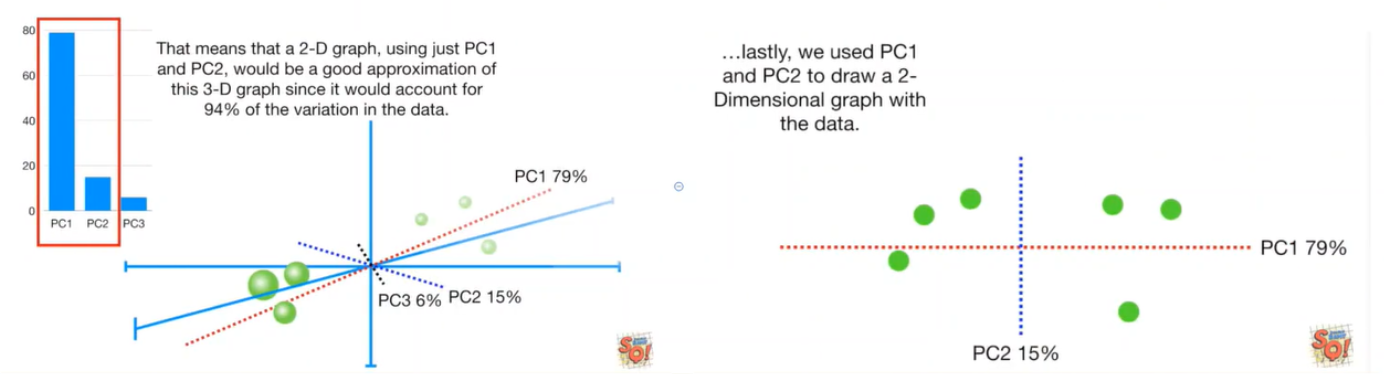 80
60
40
20
0
PC1 PC2 PC3
That means that a 2-D graph, using just PC1
and PC2, would be a good approximation of
this 3-D graph since it would account for
94% of the variation in the data.
PC1 79%
PC3 6% PC2 15%
SQ!
…lastly, we used PC1
and PC2 to draw a 2-
Dimensional graph with
the data.
PC1 79%
PC2 15%
SQ!